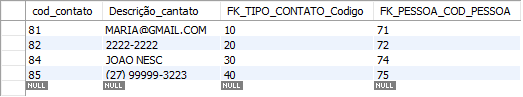 cod_contato Descrição_cantato FK_TIPO_CONTATO_Codigo FK_PESSOA_COD_PESSOA
81 MARIA@GMAIL.COM 10 71
82 2222-2222 20 72
84 JOAO NESC 30 74
85 (27) 99999-3223 40 75
NULL NULL NULL NULL